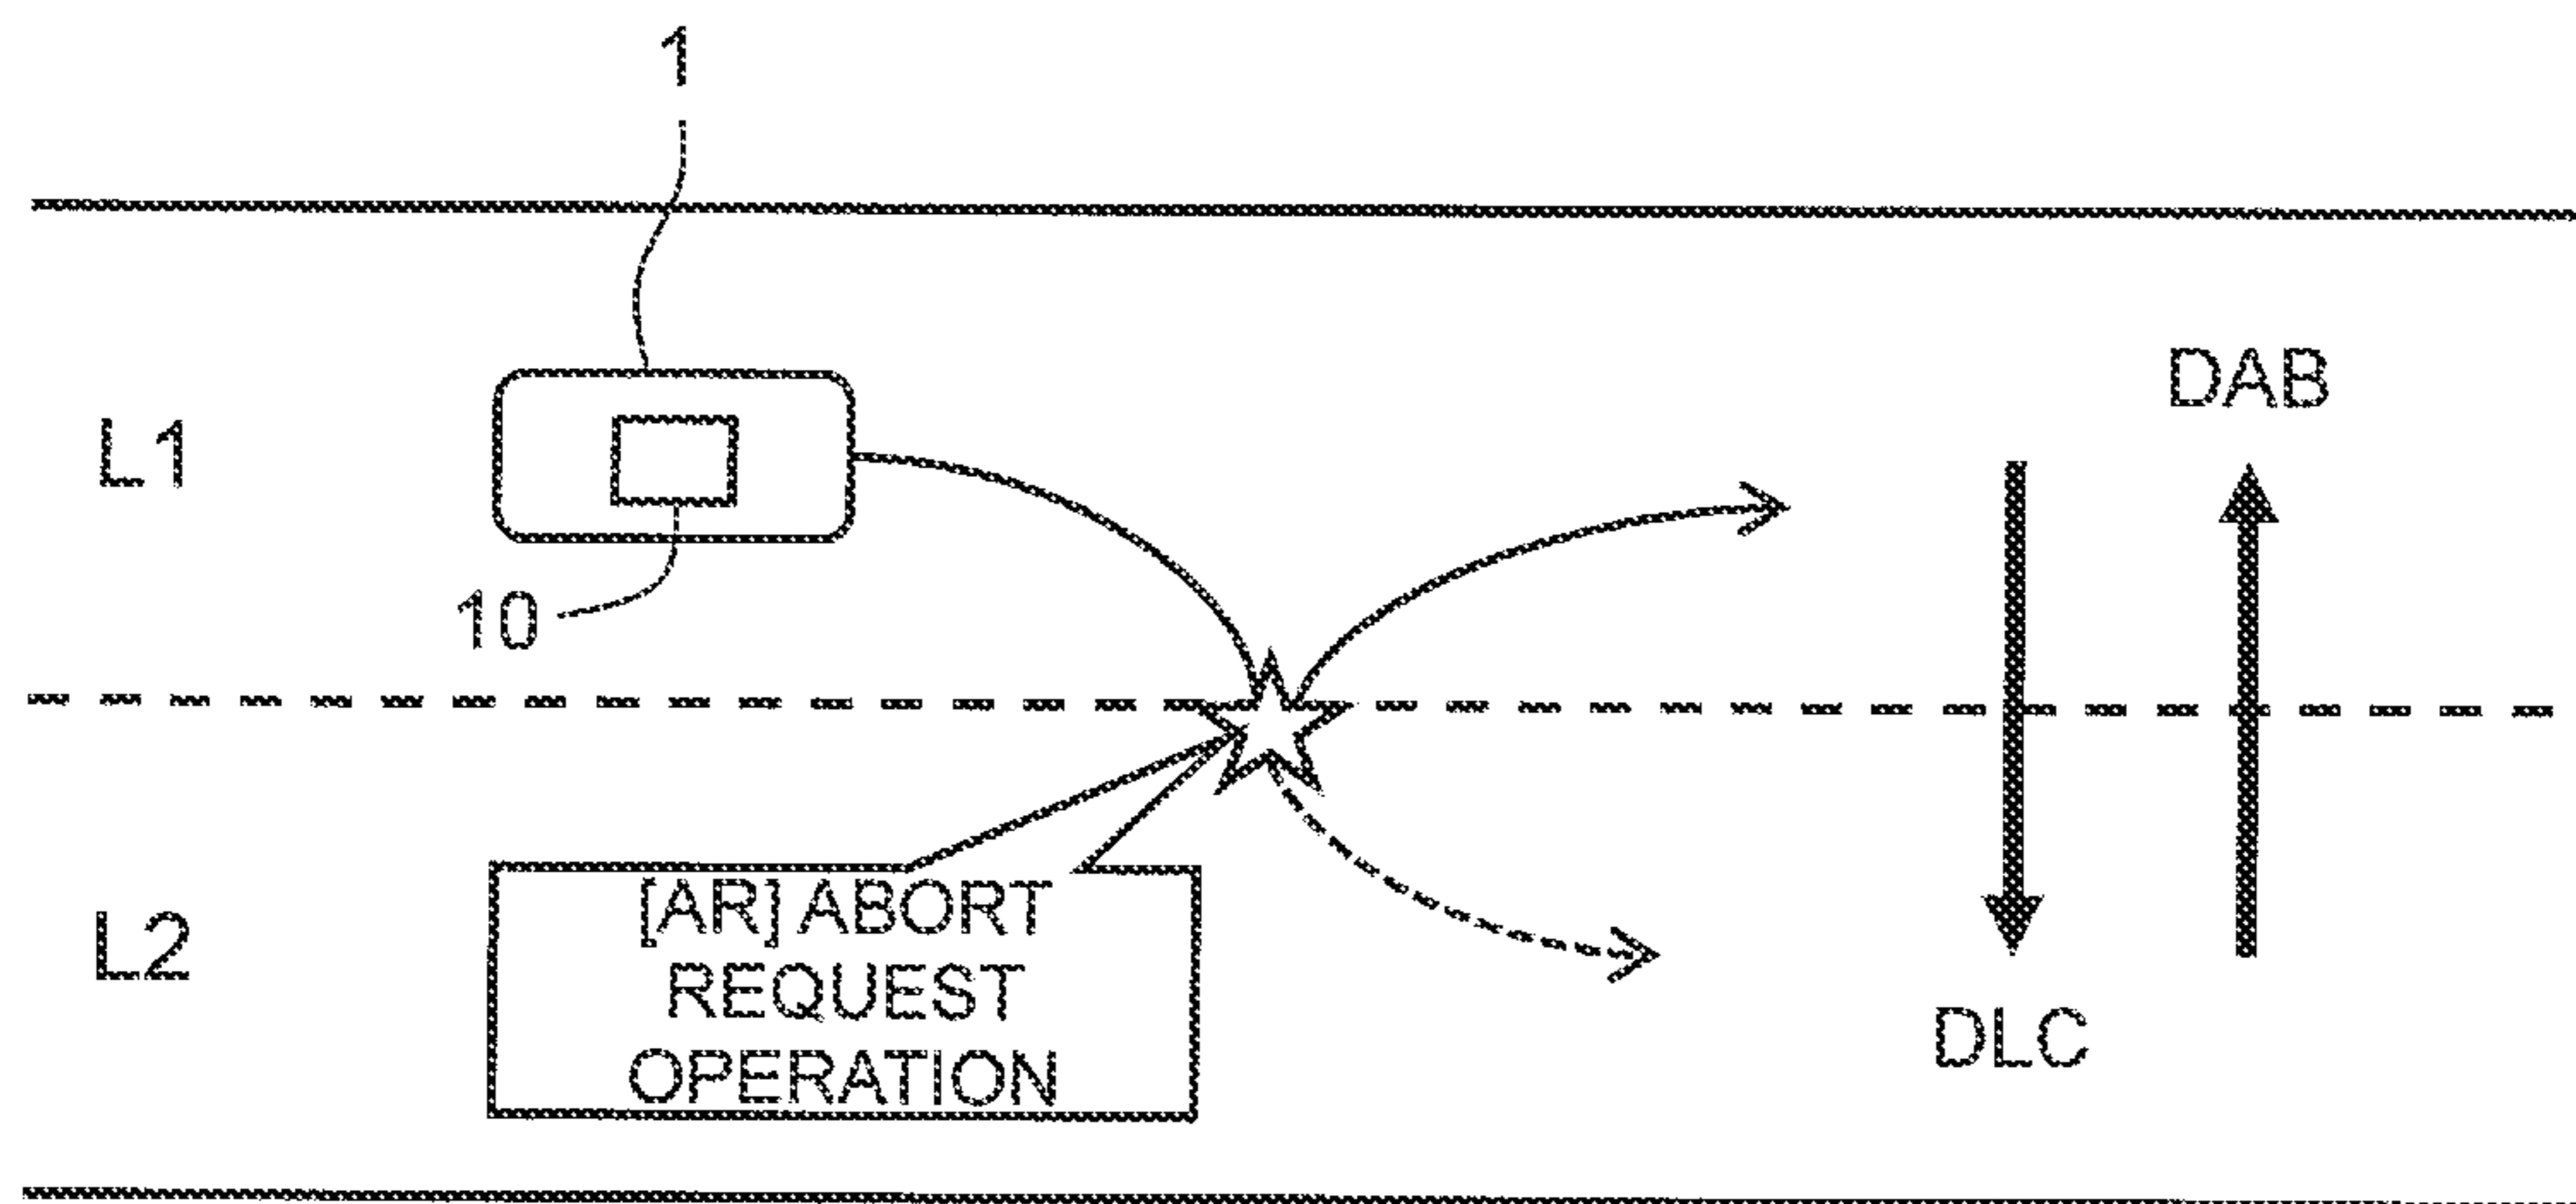 1
DAB
L1
10
[AR] ABORT
REQUEST
OPERATION
L2
DLC